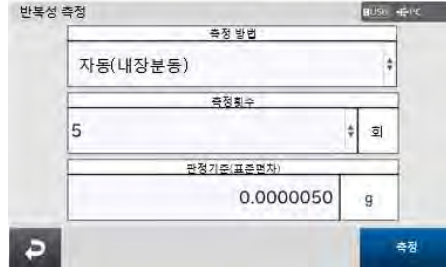 반복성 측정
USB
PC
측정 방법
자동(내장분동)
측정횟수
5
회
판정기준(표준편차)
0.0000050
g
측정